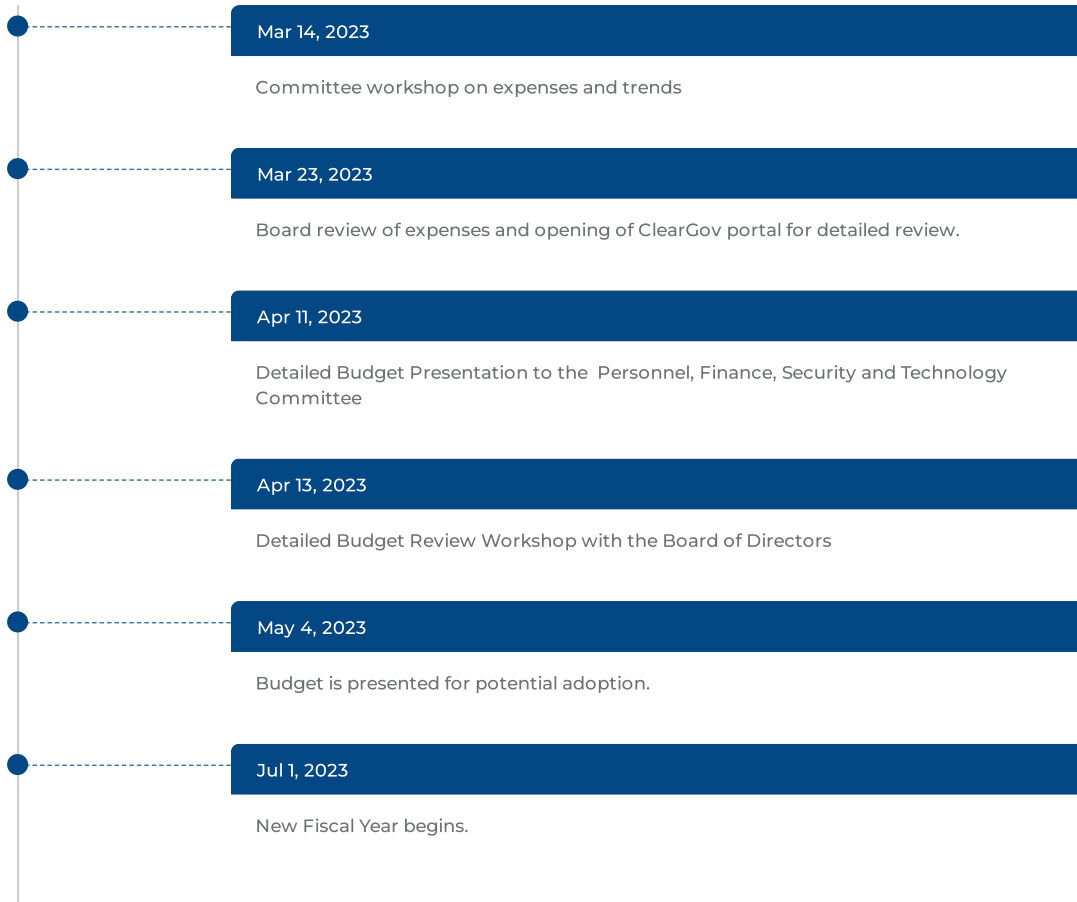 Mar 14, 2023
Committee workshop on expenses and trends
Mar 23, 2023
Board review of expenses and opening of ClearGov portal for detailed review.
Apr 11, 2023
Detailed Budget Presentation to the  Personnel, Finance, Security and Technology
Committee
Apr 13, 2023
Detailed Budget Review Workshop with the Board of Directors
May 4, 2023
Budget is presented for potential adoption.
Jul 1, 2023
New Fiscal Year begins.